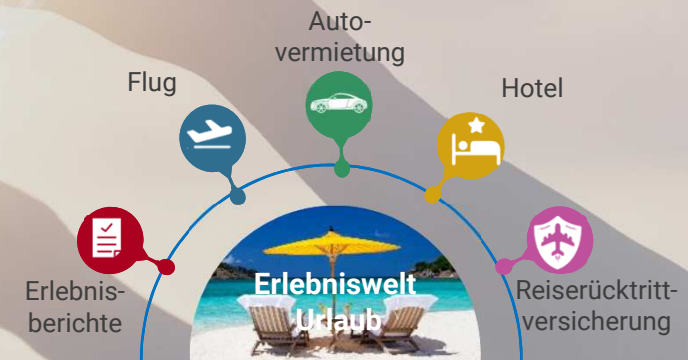 Auto-
vermietung
Flug
Hotel
Erlebniswelt
Urlaub
Erlebnis-
berichte
Reiserücktritt-
versicherung